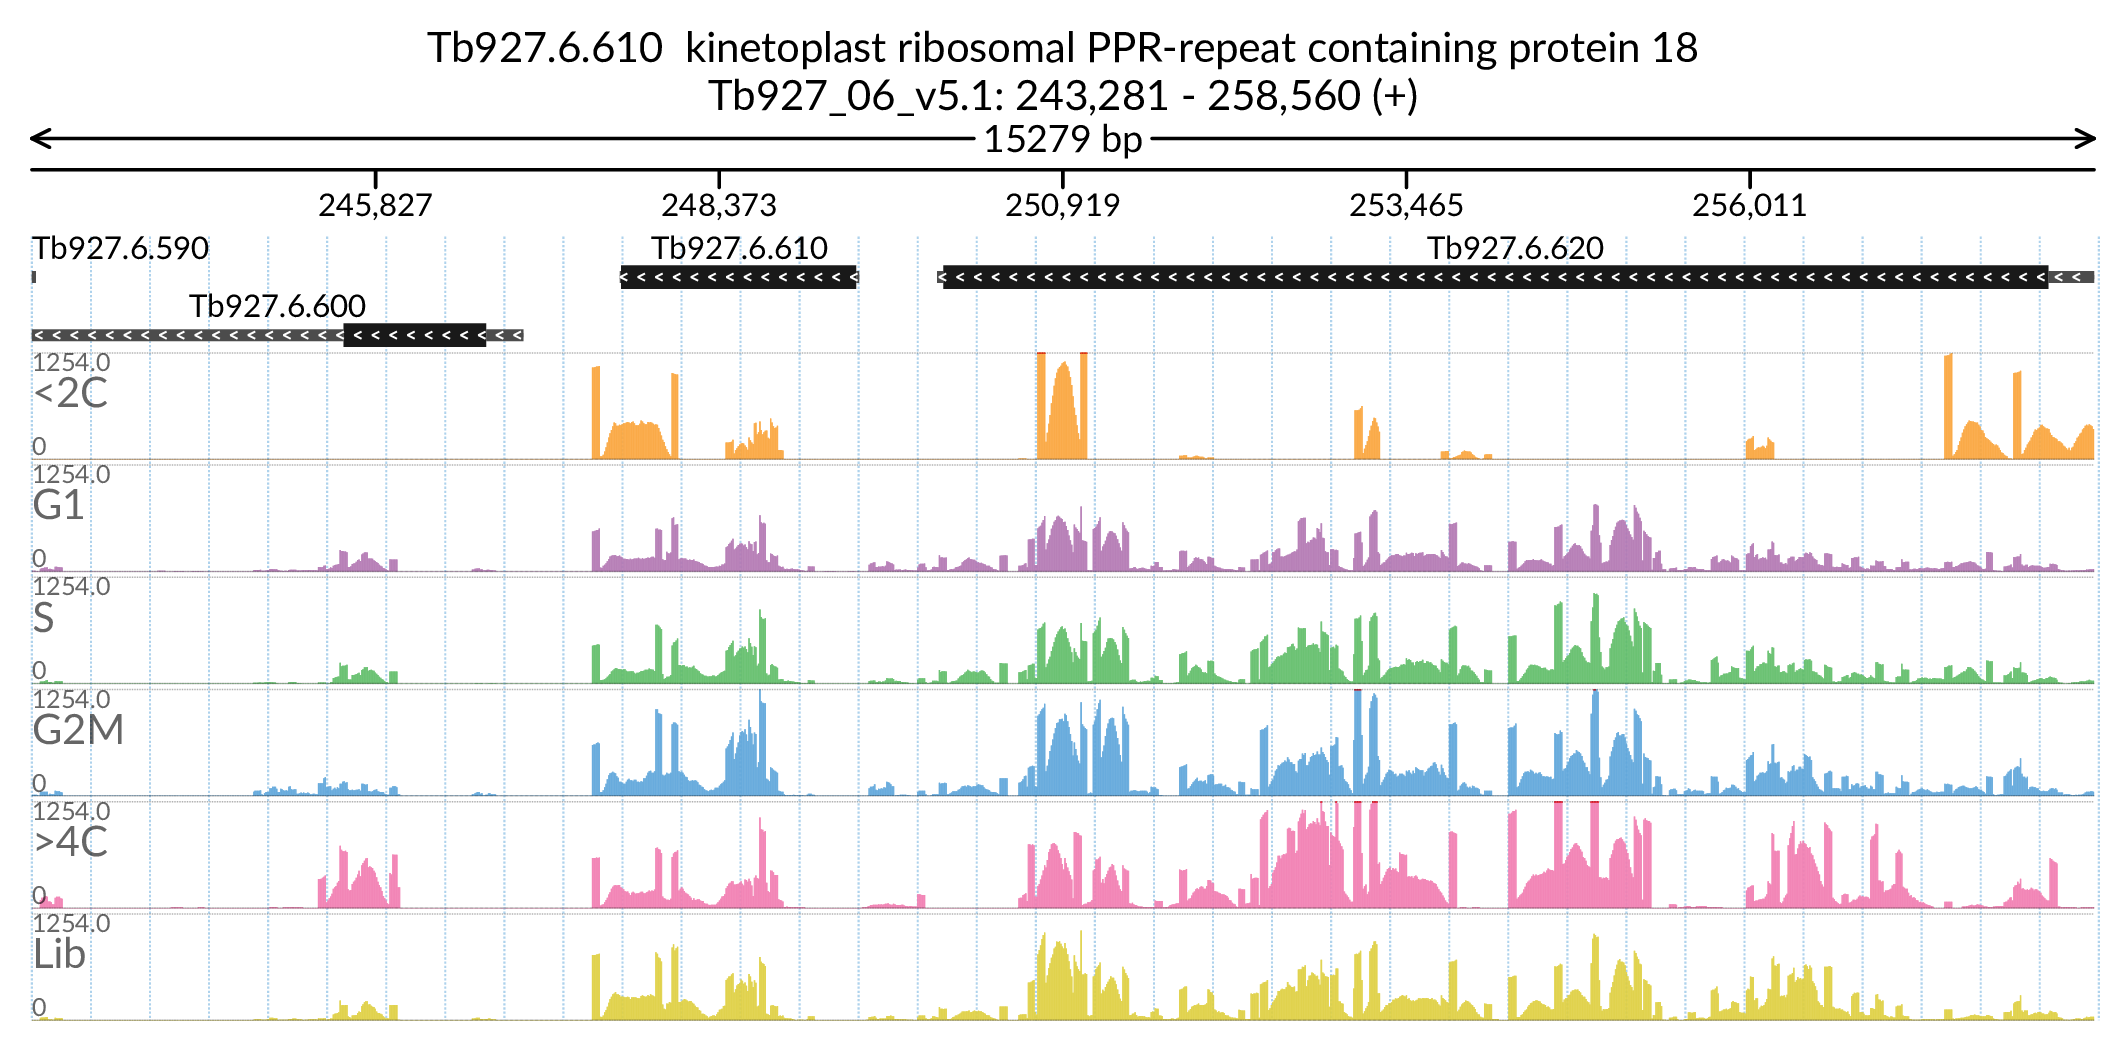 Tb927.6.610  kinetoplast ribosomal PPR-repeat containing protein 18
Tb927_06_v5.1: 243,281 - 258,560 (+)
15279 bp
245,827 248,373 250,919 253,465 256,011
Tb927.6.590 Tb927.6.610 Tb927.6.620
Tb927.6.600
1254.0
<2C
0
1254.0
G1
0
1254.0
S
0
1254.0
G2M
0
1254.0
>4C
0
1254.0
Lib
0